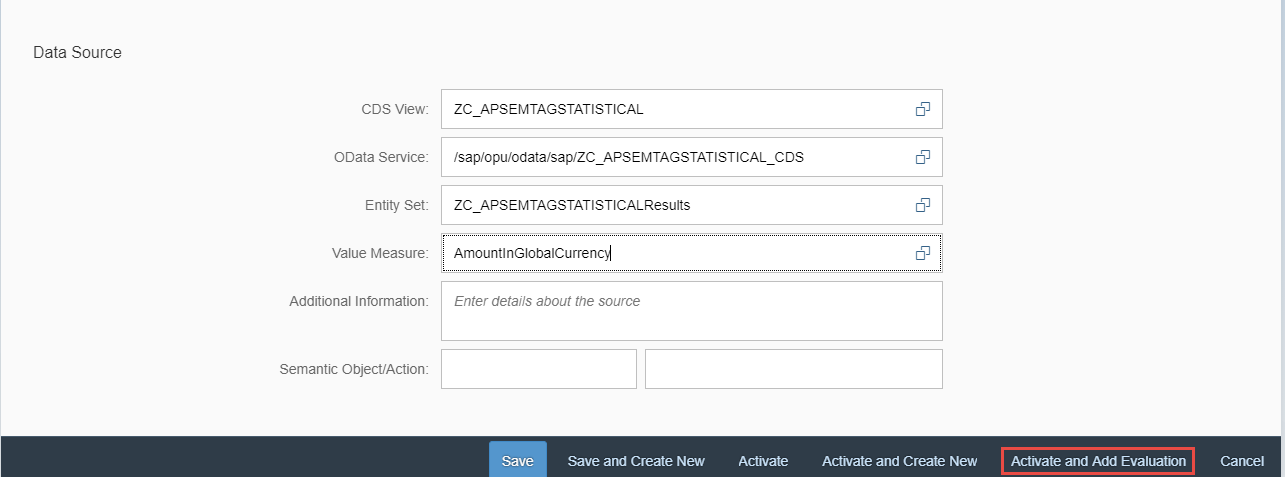 Data Source
CDS View: ZC_APSEMTAGSTATISTICAL
OData Service: /sap/opu/odata/sap/ZC_APSEMTAGSTATISTICAL_CDS
Entity Set: ZC_APSEMTAGSTATISTICALResults
Value Measure: AmountInGlobalCurrency
Additional Information: Enter details about the source
Semantic Object/Action:
Save Save and Create New Activate Activate and Create New Activate and Add Evaluation Cancel